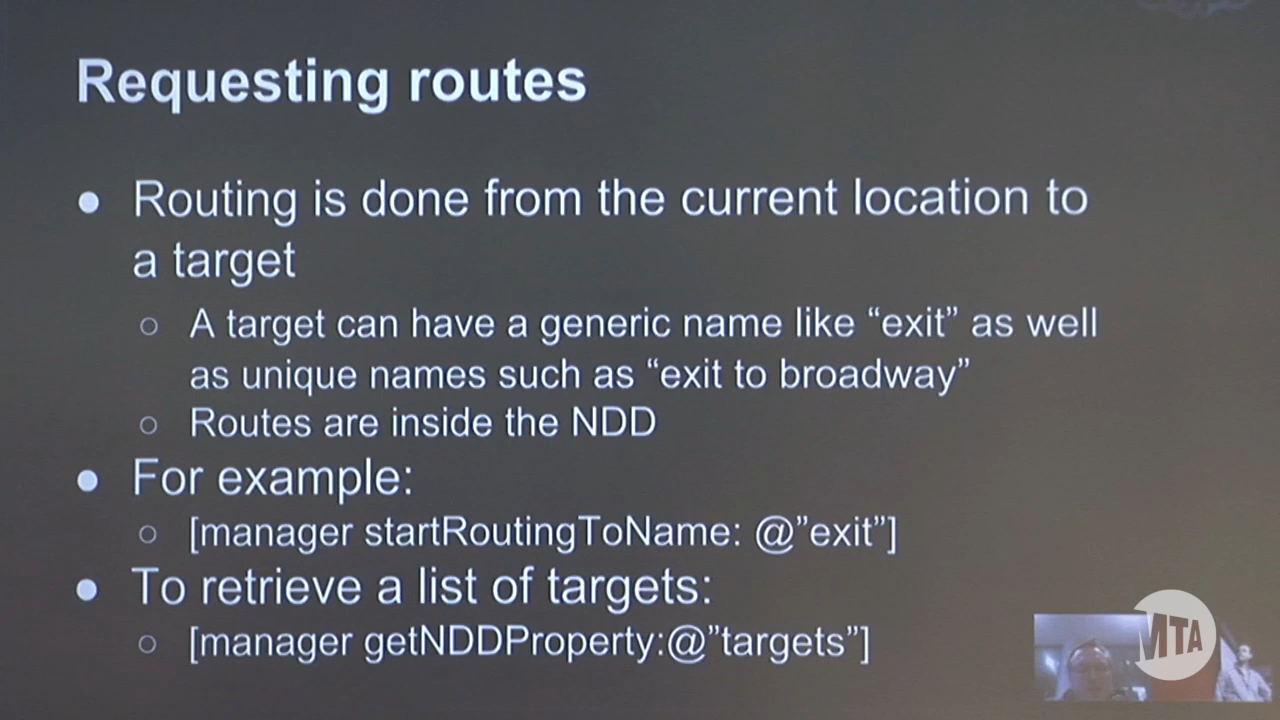 Requesting routes
● Routing is done from the current location to
a target
○ A target can have a generic name like “exit” as well
as unique names such as “exit to broadway”
○ Routes are inside the NDD
● For example:
○ [manager startRoutingToName: @”exit”]
● To retrieve a list of targets:
○ [manager getNDDProperty:@”targets”]
MTA